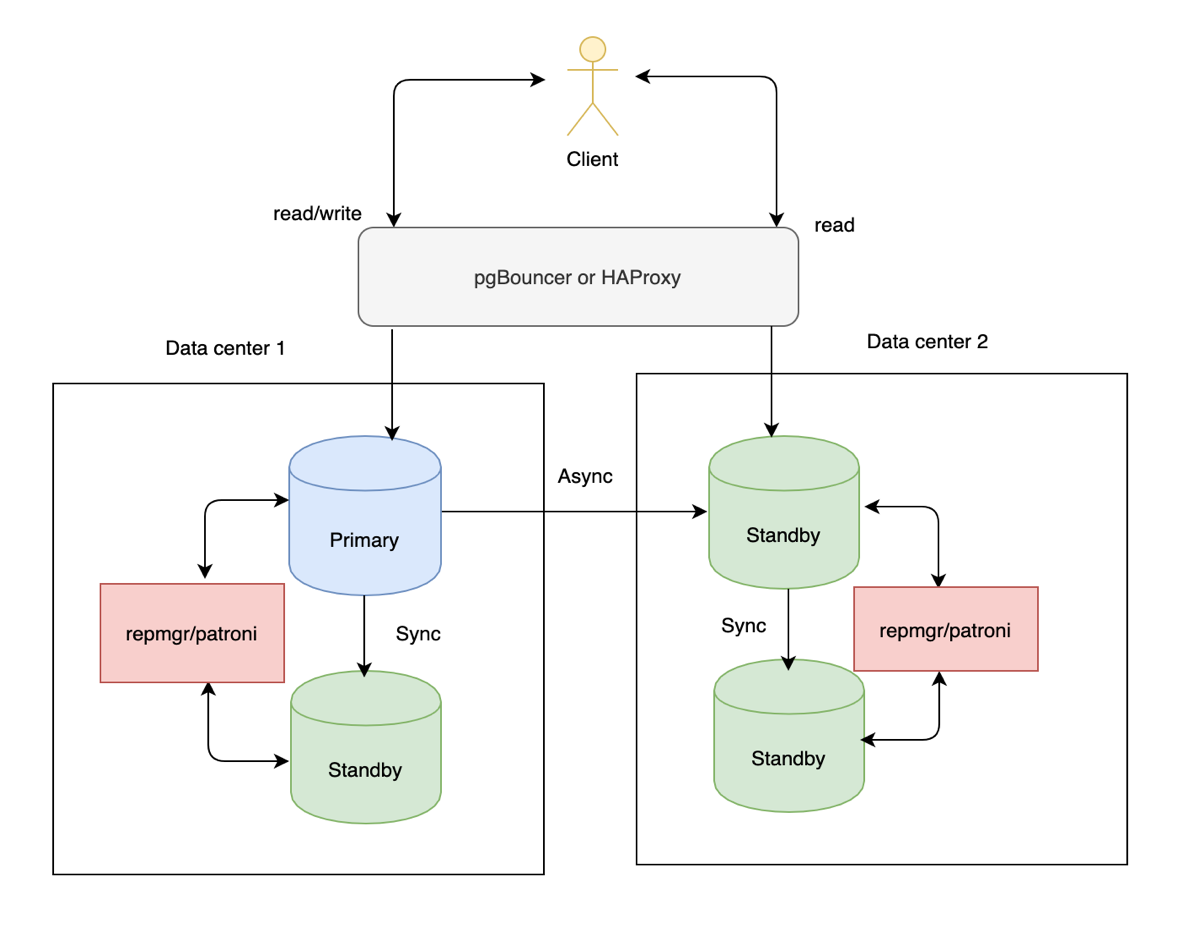 Client
read/write
read
pgBouncer or HAProxy
Data center 1
Data center 2
Async
Primary
Standby
repmgr/patroni
Sync
Sync
repmgr/patroni
Standby
Standby